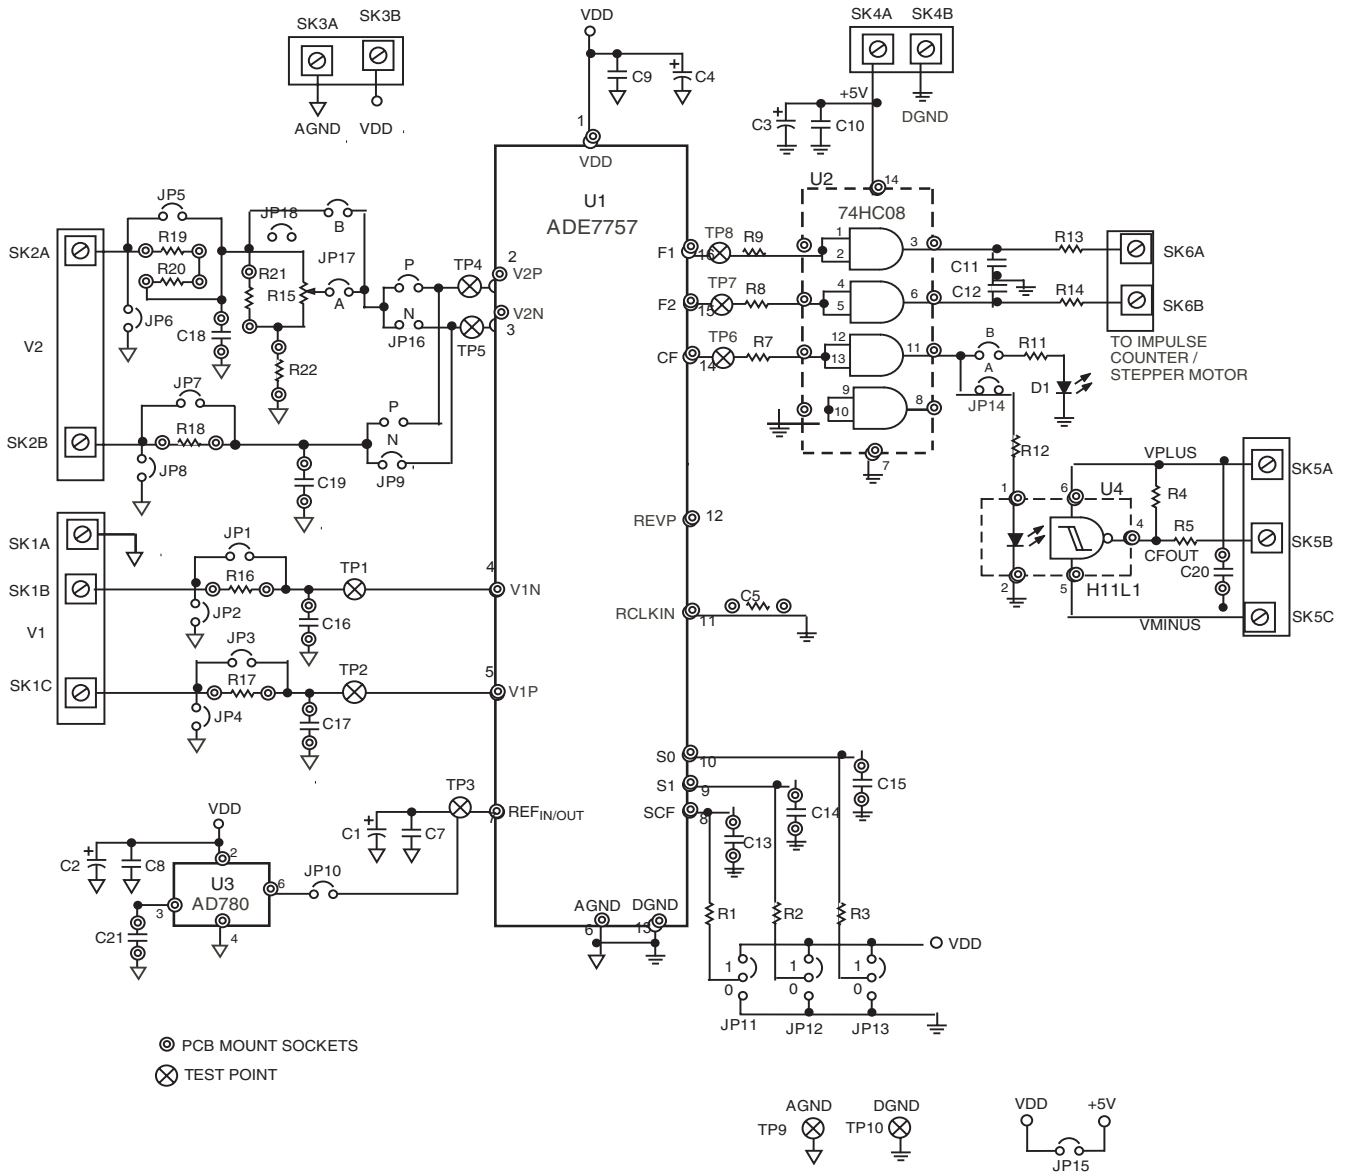 SK3A
SK3B
AGND
VDD
VDD
C9
C4
1
VDD
U1
ADE7757
SK4A
SK4B
+5V
C3
C10
DGND
U2
14
74HC08
JP5
SK2A
R19
R20
JP6
C18
JP18
B
R21
R15
JP17
A
R22
P
N
JP16
TP4
TP5
2
V2P
V2N
3
V2
JP7
SK2B
R18
JP8
C19
P
N
JP9
F1
16
TP8
R9
1
2
3
F2
15
TP7
R8
4
5
6
CF
14
TP6
R7
12
13
11
9
10
8
7
C11
C12
R13
R14
SK6A
SK6B
TO IMPULSE
COUNTER /
STEPPER MOTOR
B
A
JP14
R11
D1
R12
1
2
6
U4
4
5
H11L1
VPLUS
R4
R5
CFOUT
C20
VMINUS
SK5A
SK5B
SK5C
SK1A
SK1B
V1
SK1C
JP1
R16
JP2
C16
TP1
4
V1N
JP3
R17
JP4
C17
TP2
5
V1P
REVP
12
RCLKIN
11
C5
S0
10
S1
9
SCF
8
C15
C14
C13
TP3
7
REFIN/OUT
C1
C7
VDD
2
C2
C8
U3
AD780
6
3
4
C21
JP10
AGND
6
DGND
13
R1
R2
R3
VDD
1
0
1
0
1
0
JP11
JP12
JP13
PCB MOUNT SOCKETS
TEST POINT
AGND
TP9
DGND
TP10
VDD
+5V
JP15